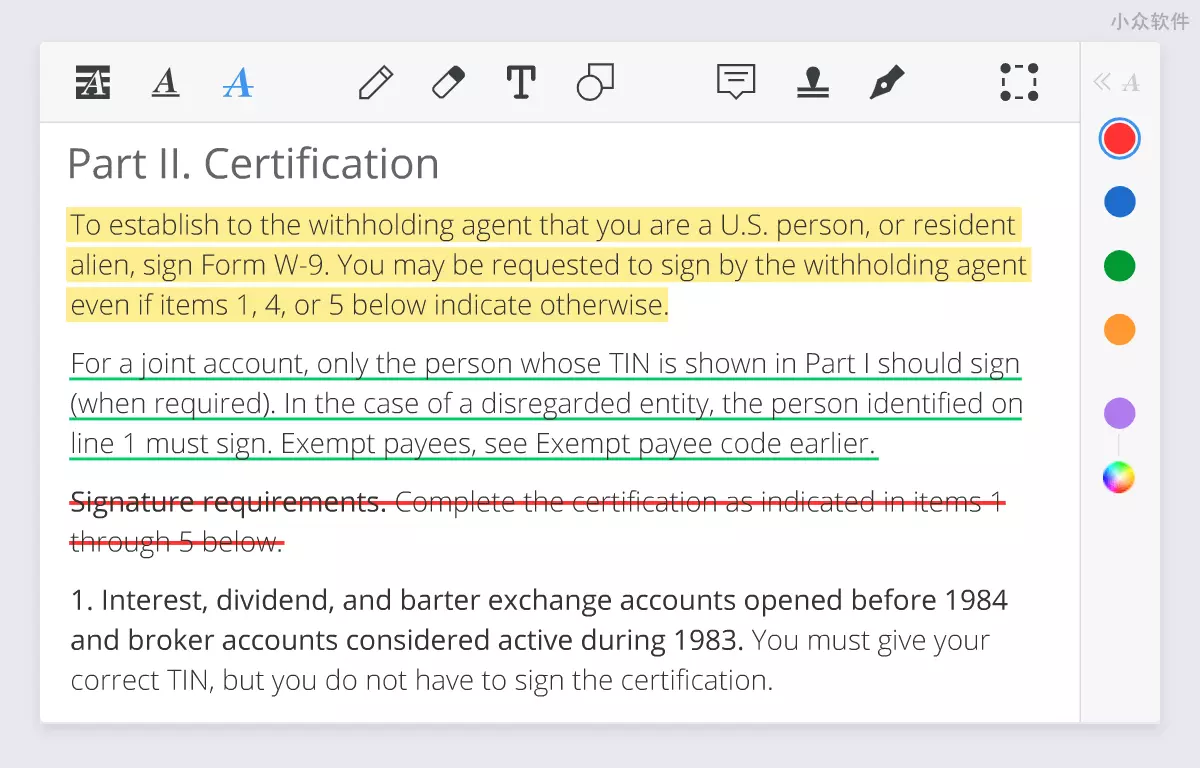 小众软件
Part II. Certification
To establish to the withholding agent that you are a U.S. person, or resident
alien, sign Form W-9. You may be requested to sign by the withholding agent
even if items 1, 4, or 5 below indicate otherwise.
For a joint account, only the person whose TIN is shown in Part I should sign
(when required). In the case of a disregarded entity, the person identified on
line 1 must sign. Exempt payees, see Exempt payee code earlier.
Signature requirements. Complete the certification as indicated in items 1
through 5 below.
1. Interest, dividend, and barter exchange accounts opened before 1984
and broker accounts considered active during 1983. You must give your
correct TIN, but you do not have to sign the certification.